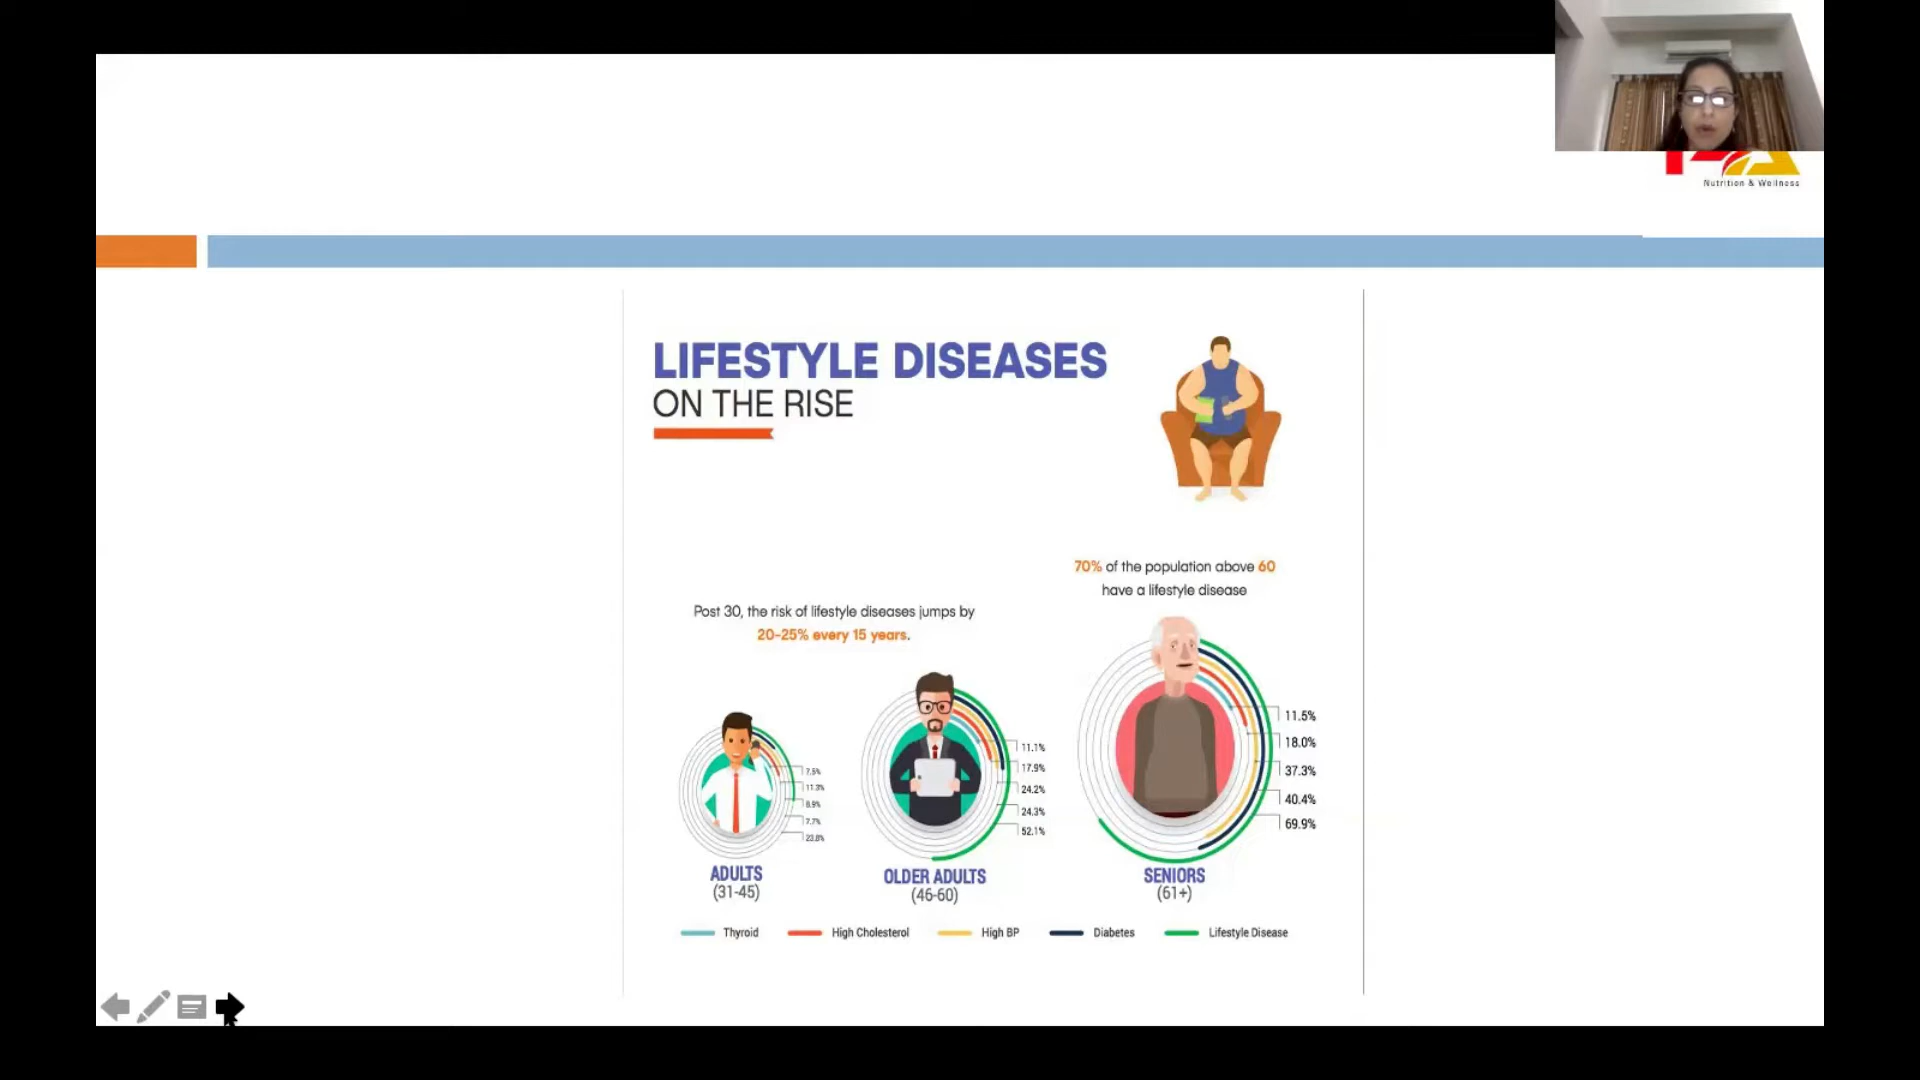 Nutrition & Wellness
LIFESTYLE DISEASES
ON THE RISE
70% of the population above 60
have a lifestyle disease
Post 30, the risk of lifestyle diseases jumps by
20-25% every 15 years.
7.5%
11.3%
8.9%
7.7%
23.8%
ADULTS
(31-45)
11.1%
17.9%
24.2%
24.3%
52.1%
OLDER ADULTS
(46-60)
11.5%
18.0%
37.3%
40.4%
69.9%
SENIORS
(61+)
Thyroid
High Cholesterol
High BP
Diabetes
Lifestyle Disease